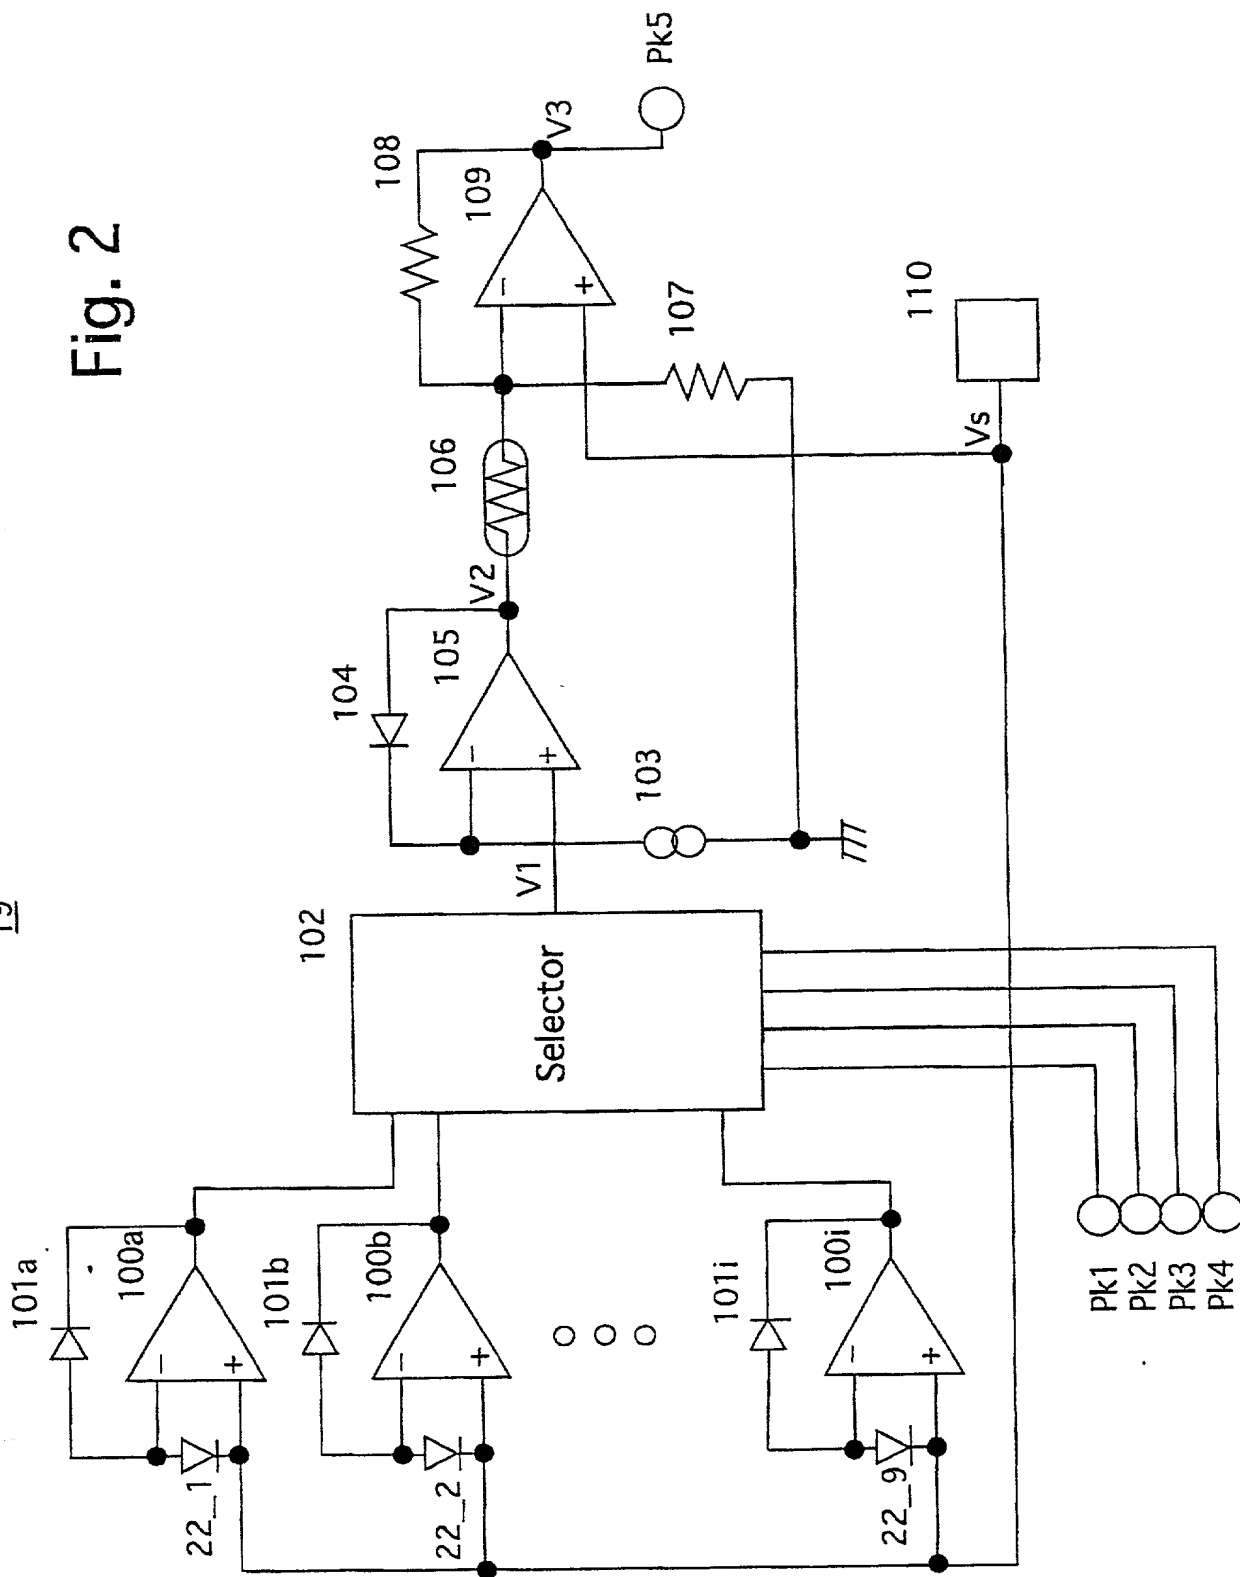 Fig. 2
19
101a
100a
22_1
101b
100b
22_2
101i
100i
22_9
102
Selector
Pk1
Pk2
Pk3
Pk4
V1
103
104
105
V2
106
107
108
109
V3
Pk5
110
Vs
−
+
−
+
−
+
−
+
−
+